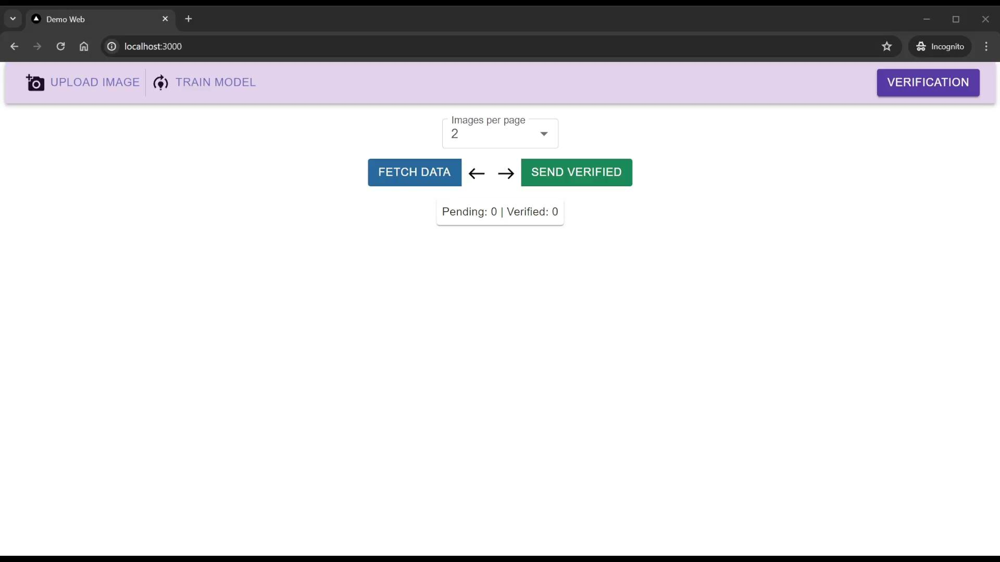 Demo Web
localhost:3000
Incognito
UPLOAD IMAGE
TRAIN MODEL
VERIFICATION
Images per page
2
FETCH DATA
SEND VERIFIED
Pending: 0 | Verified: 0